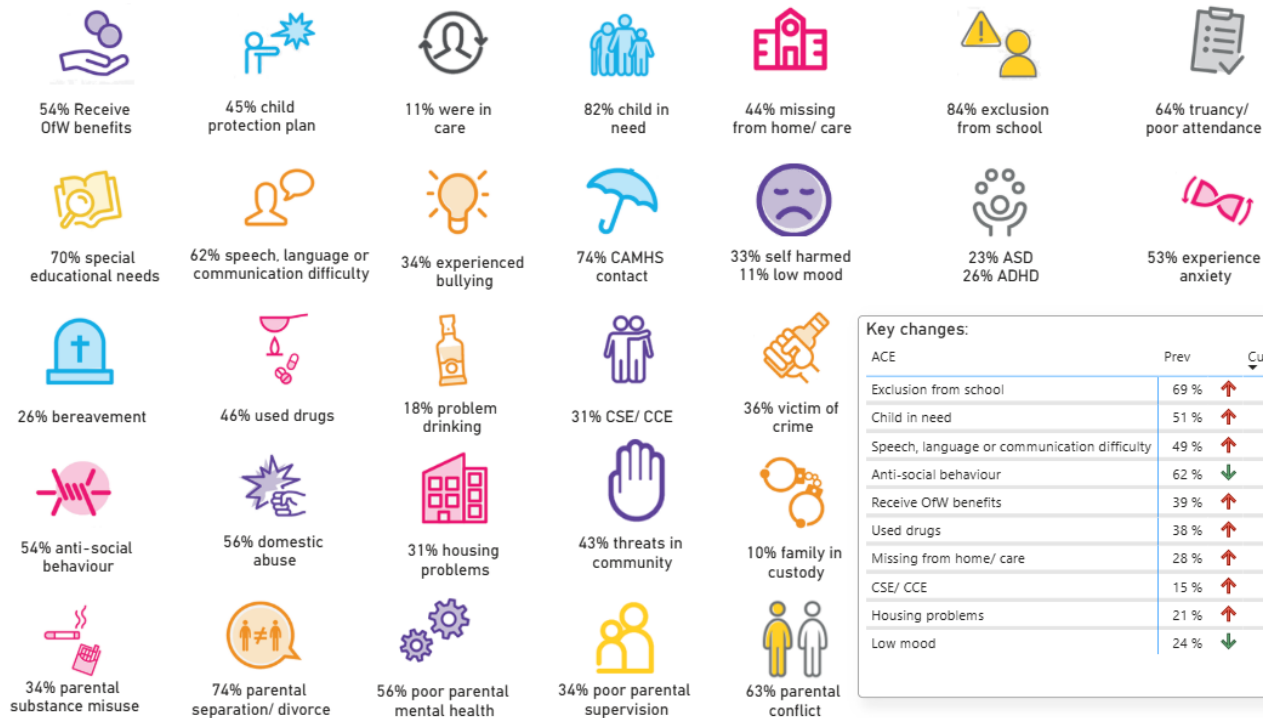 54% Receive
OfW benefits
45% child
protection plan
11% were in
care
82% child in
need
44% missing
from home/ care
84% exclusion
from school
64% truancy/
poor attendance
70% special
educational needs
62% speech, language or
communication difficulty
34% experienced
bullying
74% CAMHS
contact
33% self harmed
11% low mood
23% ASD
26% ADHD
53% experience
anxiety
26% bereavement
46% used drugs
18% problem
drinking
31% CSE/ CCE
36% victim of
crime
54% anti-social
behaviour
56% domestic
abuse
31% housing
problems
43% threats in
community
10% family in
custody
34% parental
substance misuse
74% parental
separation/ divorce
56% poor parental
mental health
34% poor parental
supervision
63% parental
conflict
Key changes:
ACE Prev Cu
Exclusion from school 69 %
Child in need 51 %
Speech, language or communication difficulty 49 %
Anti-social behaviour 62 %
Receive OfW benefits 39 %
Used drugs 38 %
Missing from home/ care 28 %
CSE/ CCE 15 %
Housing problems 21 %
Low mood 24 %